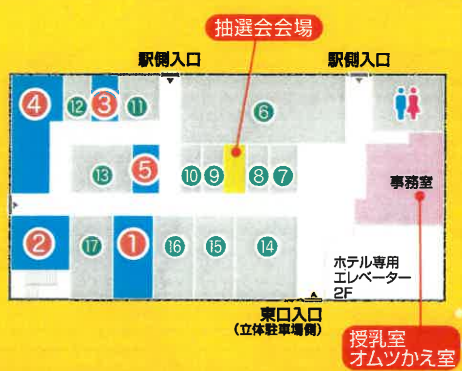 抽選会会場
駅側入口
駅側入口
4
12
3
11
6
13
5
10
9
8
7
事務室
2
17
1
16
15
14
ホテル専用
エレベーター
2F
東口入口
(立体駐車場側)
授乳室
オムツかえ室